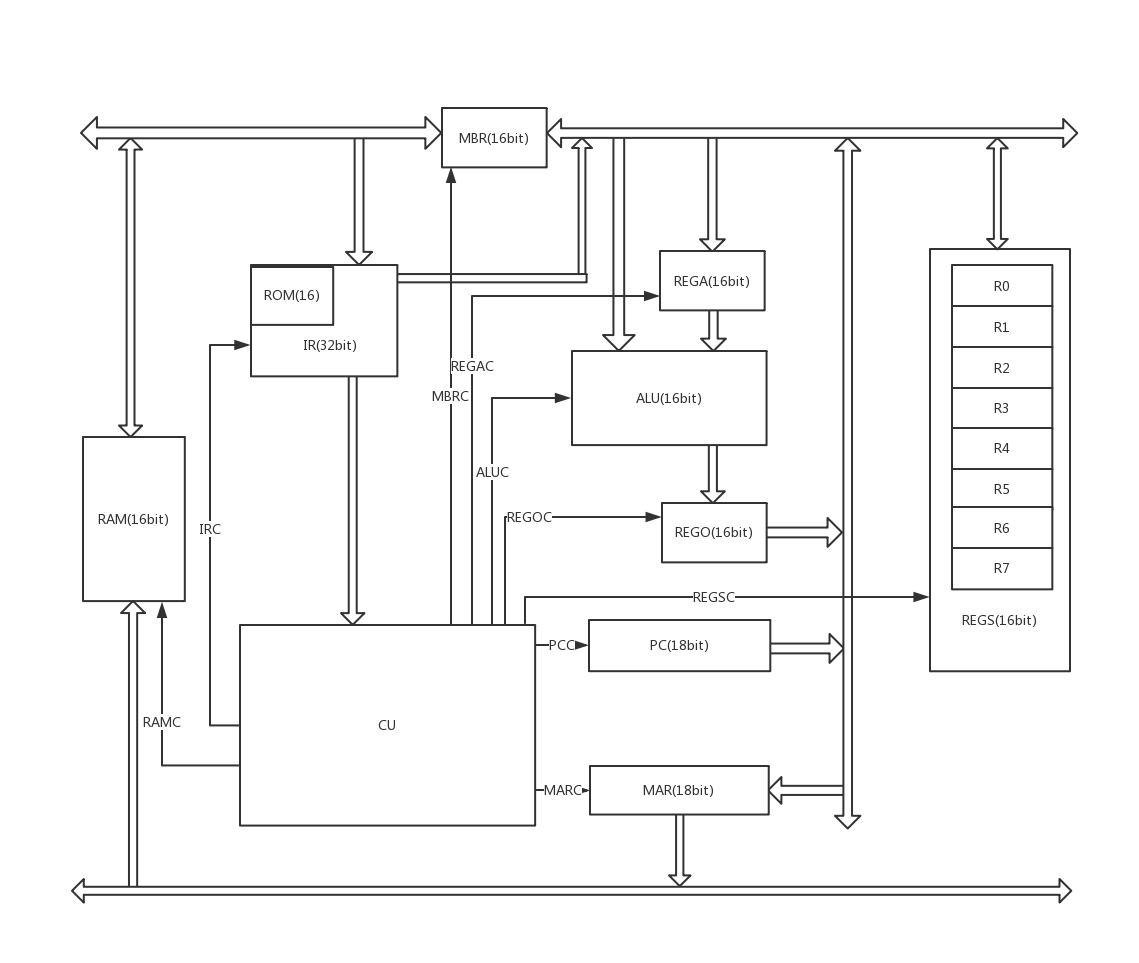 MBR(16bit)
ROM(16)
IR(32bit)
REGA(16bit)
R0
R1
R2
R3
R4
R5
R6
R7
REGS(16bit)
REGAC
MBRC
ALU(16bit)
ALUC
RAM(16bit)
IRC
REGOC
REGO(16bit)
REGSC
PCC
PC(18bit)
RAMC
CU
MARC
MAR(18bit)